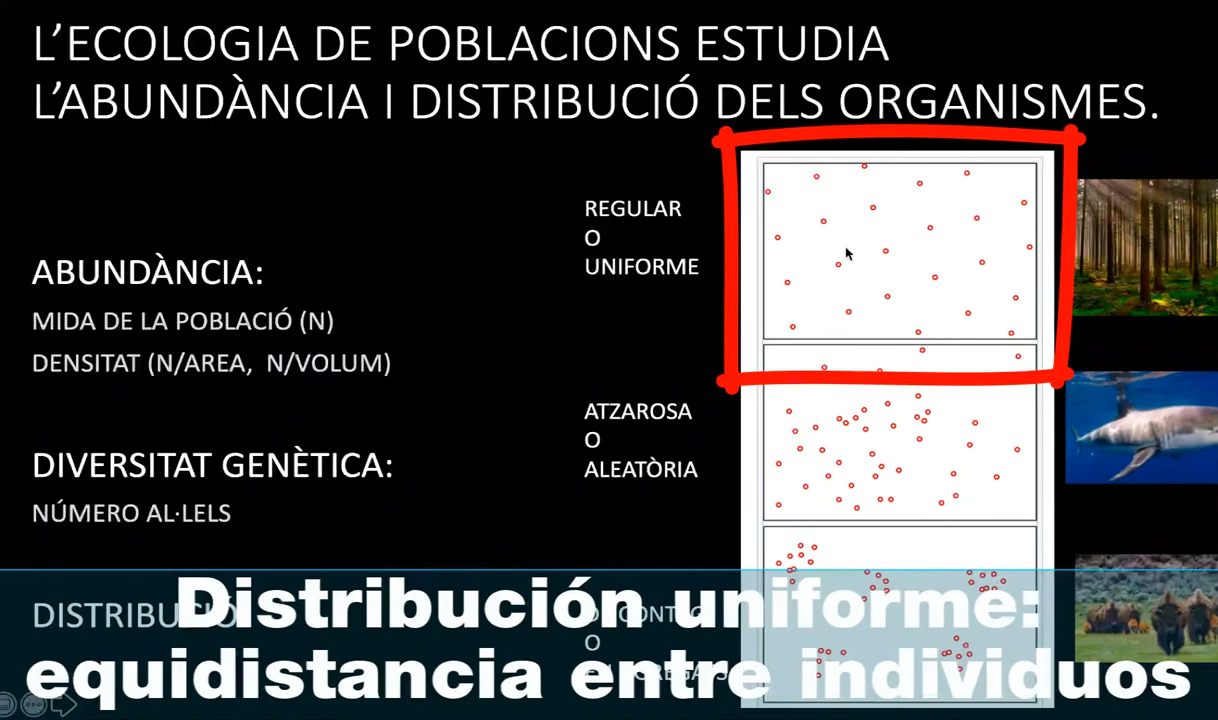 L’ECOLOGIA DE POBLACIONS ESTUDIA
L’ABUNDÀNCIA I DISTRIBUCIÓ DELS ORGANISMES.
REGULAR
O
UNIFORME
ABUNDÀNCIA:
MIDA DE LA POBLACIÓ (N)
DENSITAT (N/AREA, N/VOLUM)
ATZAROSA
O
ALEATÒRIA
DIVERSITAT GENÈTICA:
NÚMERO AL·LELS
DISTRIBUCIÓ
O
Distribución uniforme:
equidistancia entre individuos